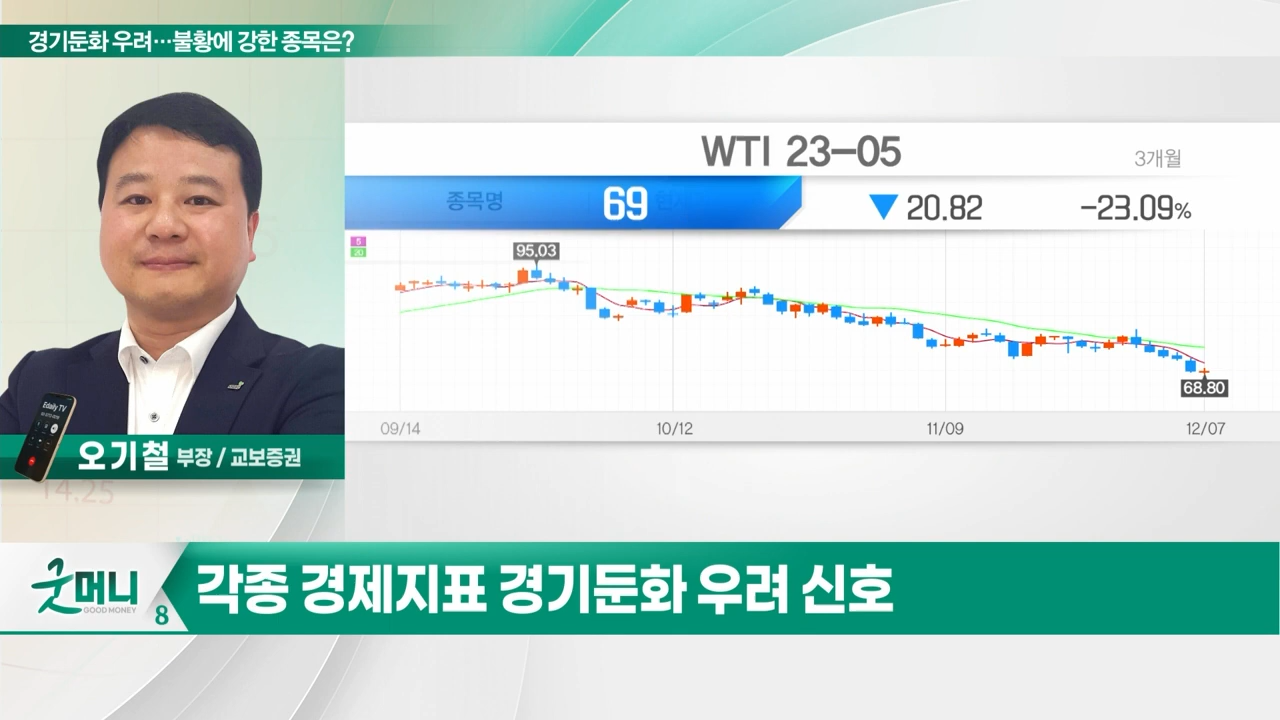 경기둔화 우려…불황에 강한 종목은?
WTI 23-05
3개월
종목명 69 ▼ 20.82 -23.09%
5
20
95.03
68.80
09/14 10/12 11/09 12/07
Edaily TV
오기철 부장 / 교보증권
14.25
굿머니
GOOD MONEY
8
각종 경제지표 경기둔화 우려 신호